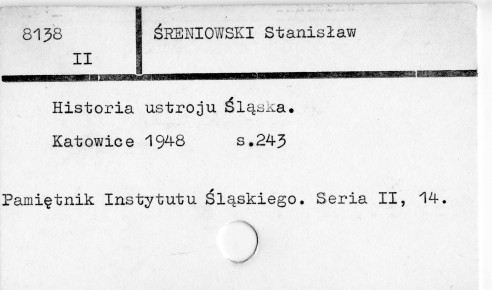 8138 ŚRENIOWSKI Stanisław
II
Historia ustroju Śląska.
Katowice 1948 s.243
Pamiętnik Instytutu Śląskiego. Seria II, 14.